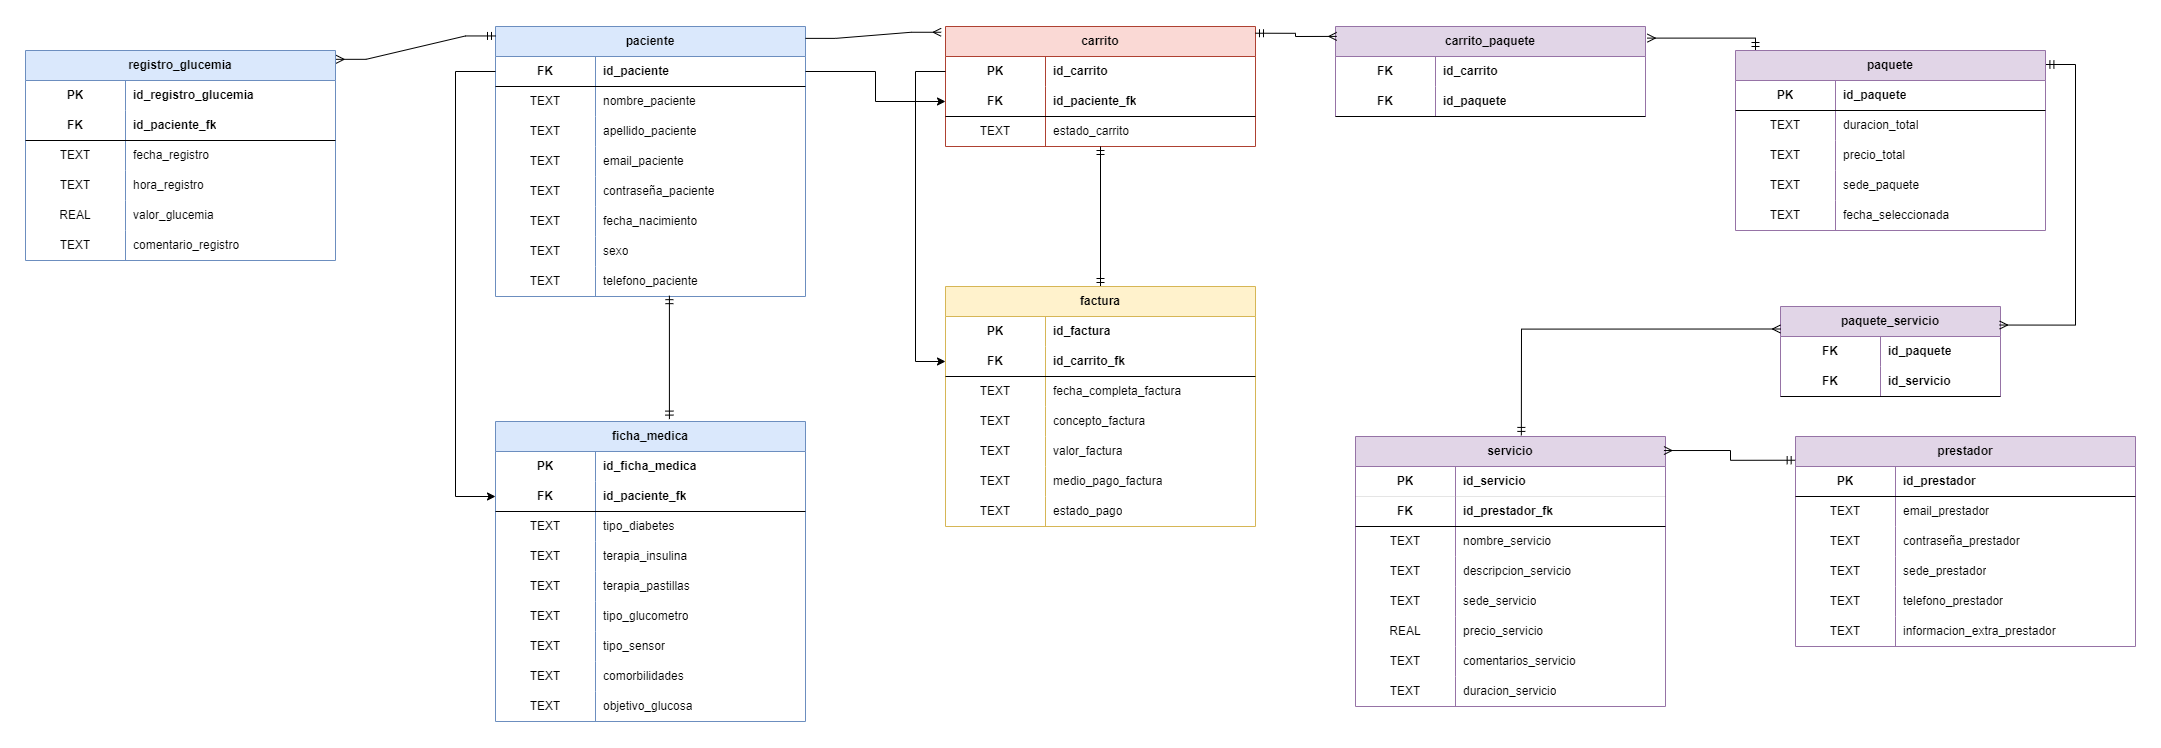 registro_glucemia
PK id_registro_glucemia
FK id_paciente_fk
TEXT fecha_registro
TEXT hora_registro
REAL valor_glucemia
TEXT comentario_registro
paciente
FK id_paciente
TEXT nombre_paciente
TEXT apellido_paciente
TEXT email_paciente
TEXT contraseña_paciente
TEXT fecha_nacimiento
TEXT sexo
TEXT telefono_paciente
ficha_medica
PK id_ficha_medica
FK id_paciente_fk
TEXT tipo_diabetes
TEXT terapia_insulina
TEXT terapia_pastillas
TEXT tipo_glucometro
TEXT tipo_sensor
TEXT comorbilidades
TEXT objetivo_glucosa
carrito
PK id_carrito
FK id_paciente_fk
TEXT estado_carrito
factura
PK id_factura
FK id_carrito_fk
TEXT fecha_completa_factura
TEXT concepto_factura
TEXT valor_factura
TEXT medio_pago_factura
TEXT estado_pago
carrito_paquete
FK id_carrito
FK id_paquete
paquete
PK id_paquete
TEXT duracion_total
TEXT precio_total
TEXT sede_paquete
TEXT fecha_seleccionada
paquete_servicio
FK id_paquete
FK id_servicio
servicio
PK id_servicio
FK id_prestador_fk
TEXT nombre_servicio
TEXT descripcion_servicio
TEXT sede_servicio
REAL precio_servicio
TEXT comentarios_servicio
TEXT duracion_servicio
prestador
PK id_prestador
TEXT email_prestador
TEXT contraseña_prestador
TEXT sede_prestador
TEXT telefono_prestador
TEXT informacion_extra_prestador